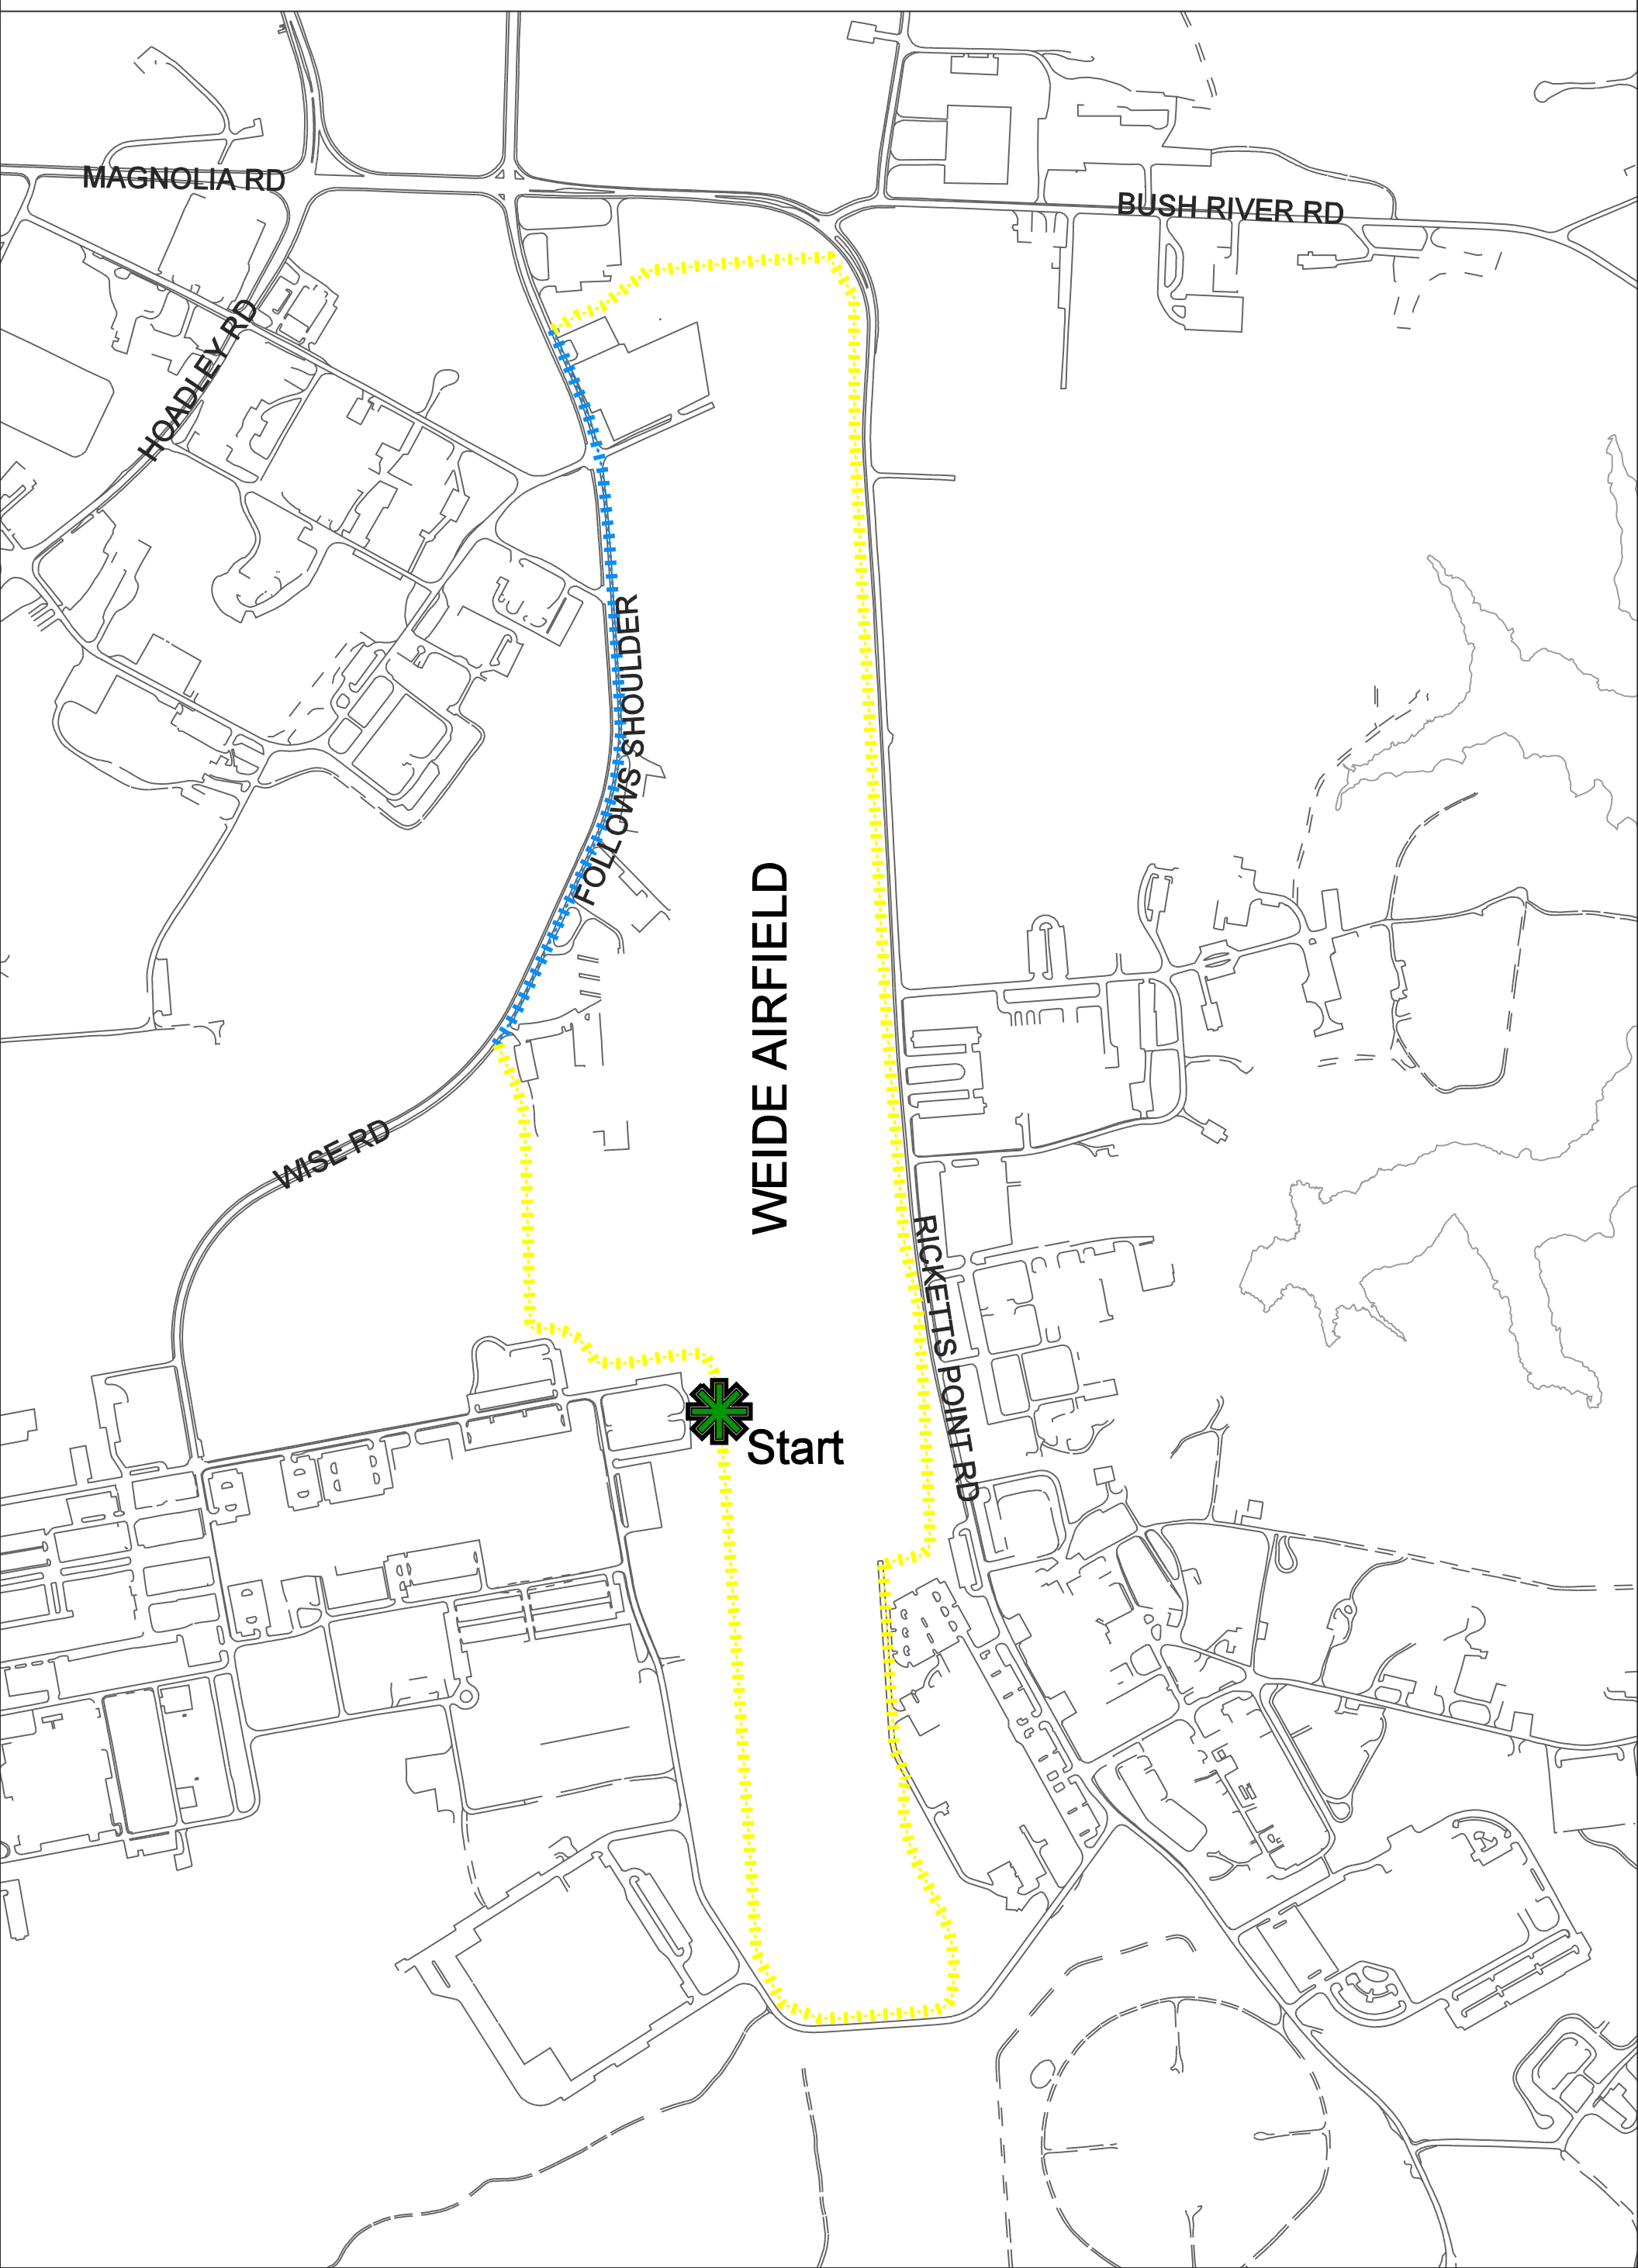 MAGNOLIA RD
BUSH RIVER RD
HOADLEY RD
FOLLOWS SHOULDER
WEIDE AIRFIELD
WISE RD
RICKETTS POINT RD
Start